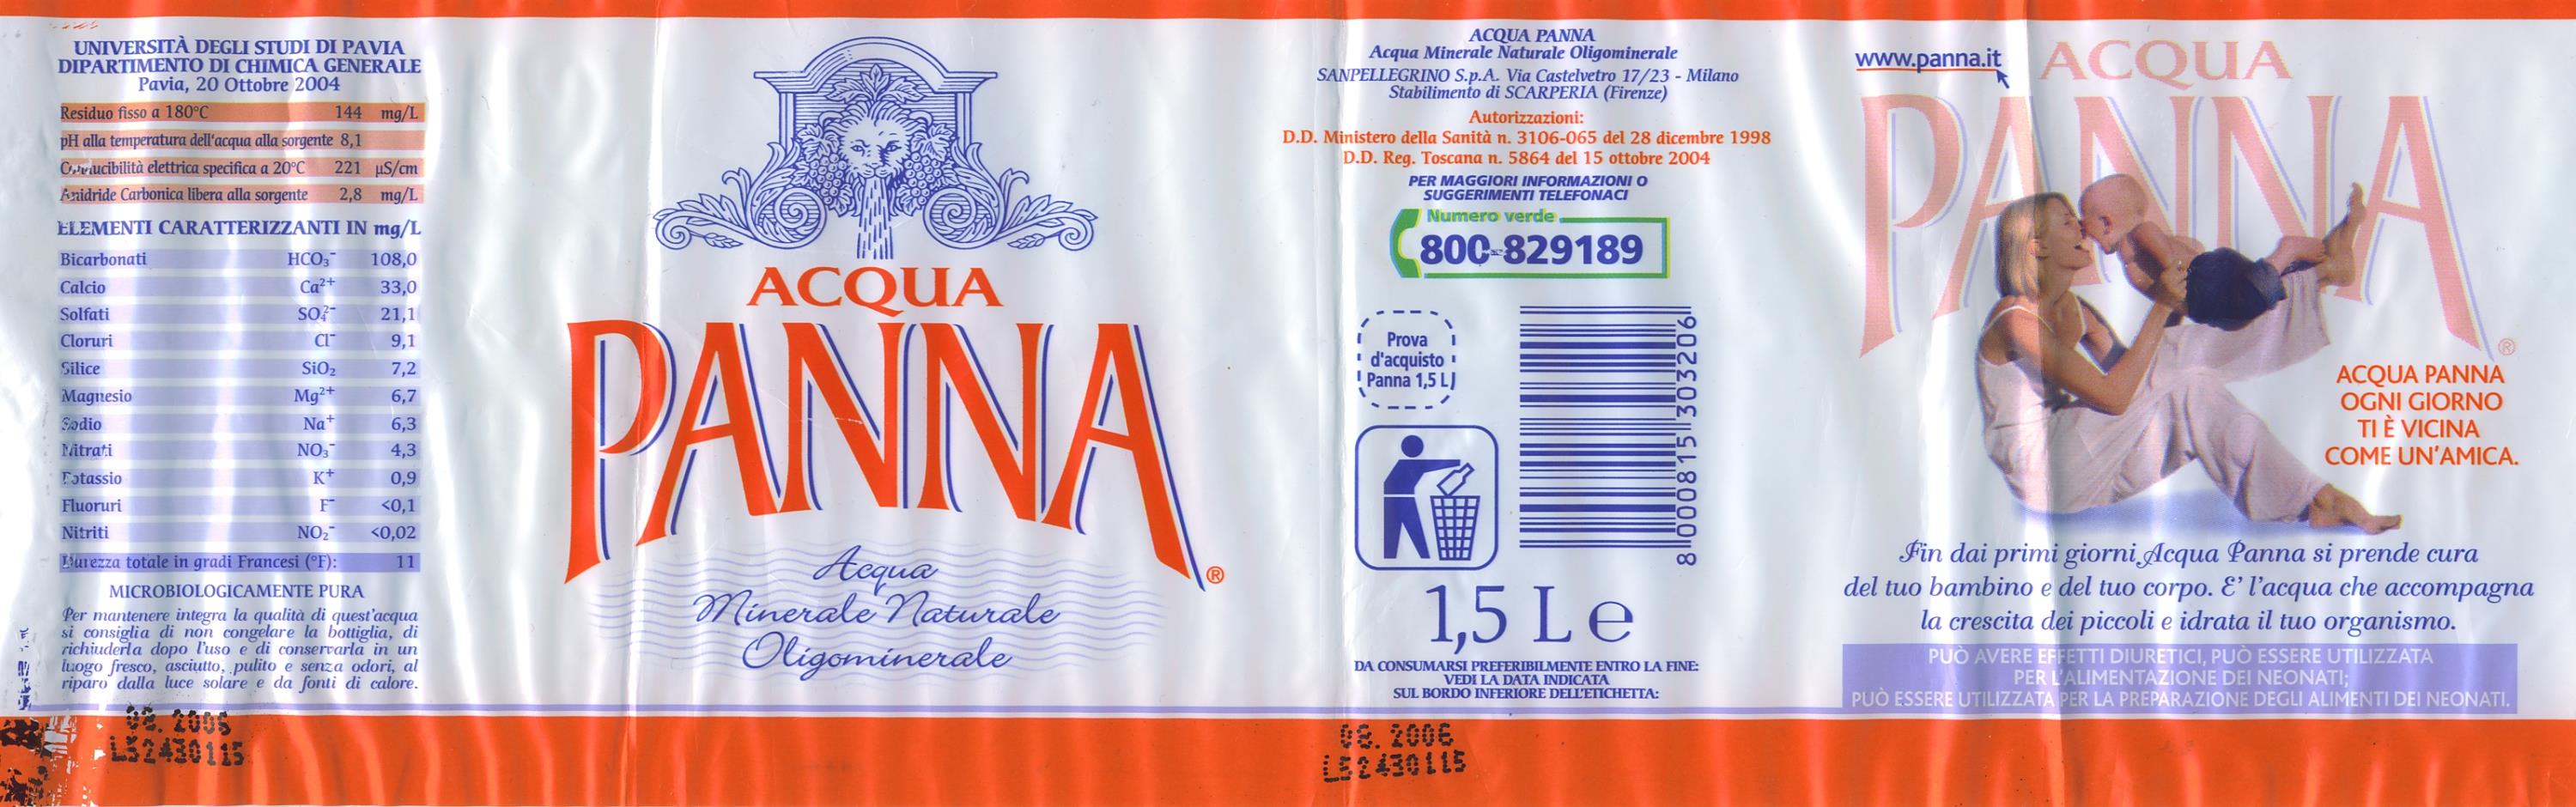 UNIVERSITÀ DEGLI STUDI DI PAVIA
DIPARTIMENTO DI CHIMICA GENERALE
Pavia, 20 Ottobre 2004
Residuo fisso a 180°C 144 mg/L
pH alla temperatura dell'acqua alla sorgente 8,1
Conducibilità elettrica specifica a 20°C 221 µS/cm
Anidride Carbonica libera alla sorgente 2,8 mg/L
ELEMENTI CARATTERIZZANTI IN mg/L
Bicarbonati HCO₃⁻ 108,0
Calcio Ca²⁺ 33,0
Solfati SO₄²⁻ 21,1
Cloruri Cl⁻ 9,1
Silice SiO₂ 7,2
Magnesio Mg²⁺ 6,7
Sodio Na⁺ 6,3
Nitrati NO₃⁻ 4,3
Potassio K⁺ 0,9
Fluoruri F⁻ <0,1
Nitriti NO₂⁻ <0,02
Durezza totale in gradi Francesi (°F): 11
MICROBIOLOGICAMENTE PURA
Per mantenere integra la qualità di quest'acqua
si consiglia di non congelare la bottiglia, di
richiuderla dopo l'uso e di conservarla in un
luogo fresco, asciutto, pulito e senza odori, al
riparo dalla luce solare e da fonti di calore.
08. 2006
L52430115
ACQUA
PANNA®
Acqua
Minerale Naturale
Oligominerale
ACQUA PANNA
Acqua Minerale Naturale Oligominerale
SANPELLEGRINO S.p.A. Via Castelvetro 17/23 - Milano
Stabilimento di SCARPERIA (Firenze)
Autorizzazioni:
D.D. Ministero della Sanità n. 3106-065 del 28 dicembre 1998
D.D. Reg. Toscana n. 5864 del 15 ottobre 2004
PER MAGGIORI INFORMAZIONI O
SUGGERIMENTI TELEFONACI
Numero verde
800-829189
Prova
d'acquisto
Panna 1,5 L
8 000815 303206
1,5 L e
DA CONSUMARSI PREFERIBILMENTE ENTRO LA FINE:
VEDI LA DATA INDICATA
SUL BORDO INFERIORE DELL'ETICHETTA:
08. 2006
L52430115
www.panna.it
ACQUA
PANNA®
ACQUA PANNA
OGNI GIORNO
TI È VICINA
COME UN'AMICA.
Fin dai primi giorni Acqua Panna si prende cura
del tuo bambino e del tuo corpo. E' l'acqua che accompagna
la crescita dei piccoli e idrata il tuo organismo.
PUÒ AVERE EFFETTI DIURETICI, PUÒ ESSERE UTILIZZATA
PER L'ALIMENTAZIONE DEI NEONATI;
PUÒ ESSERE UTILIZZATA PER LA PREPARAZIONE DEGLI ALIMENTI DEI NEONATI.